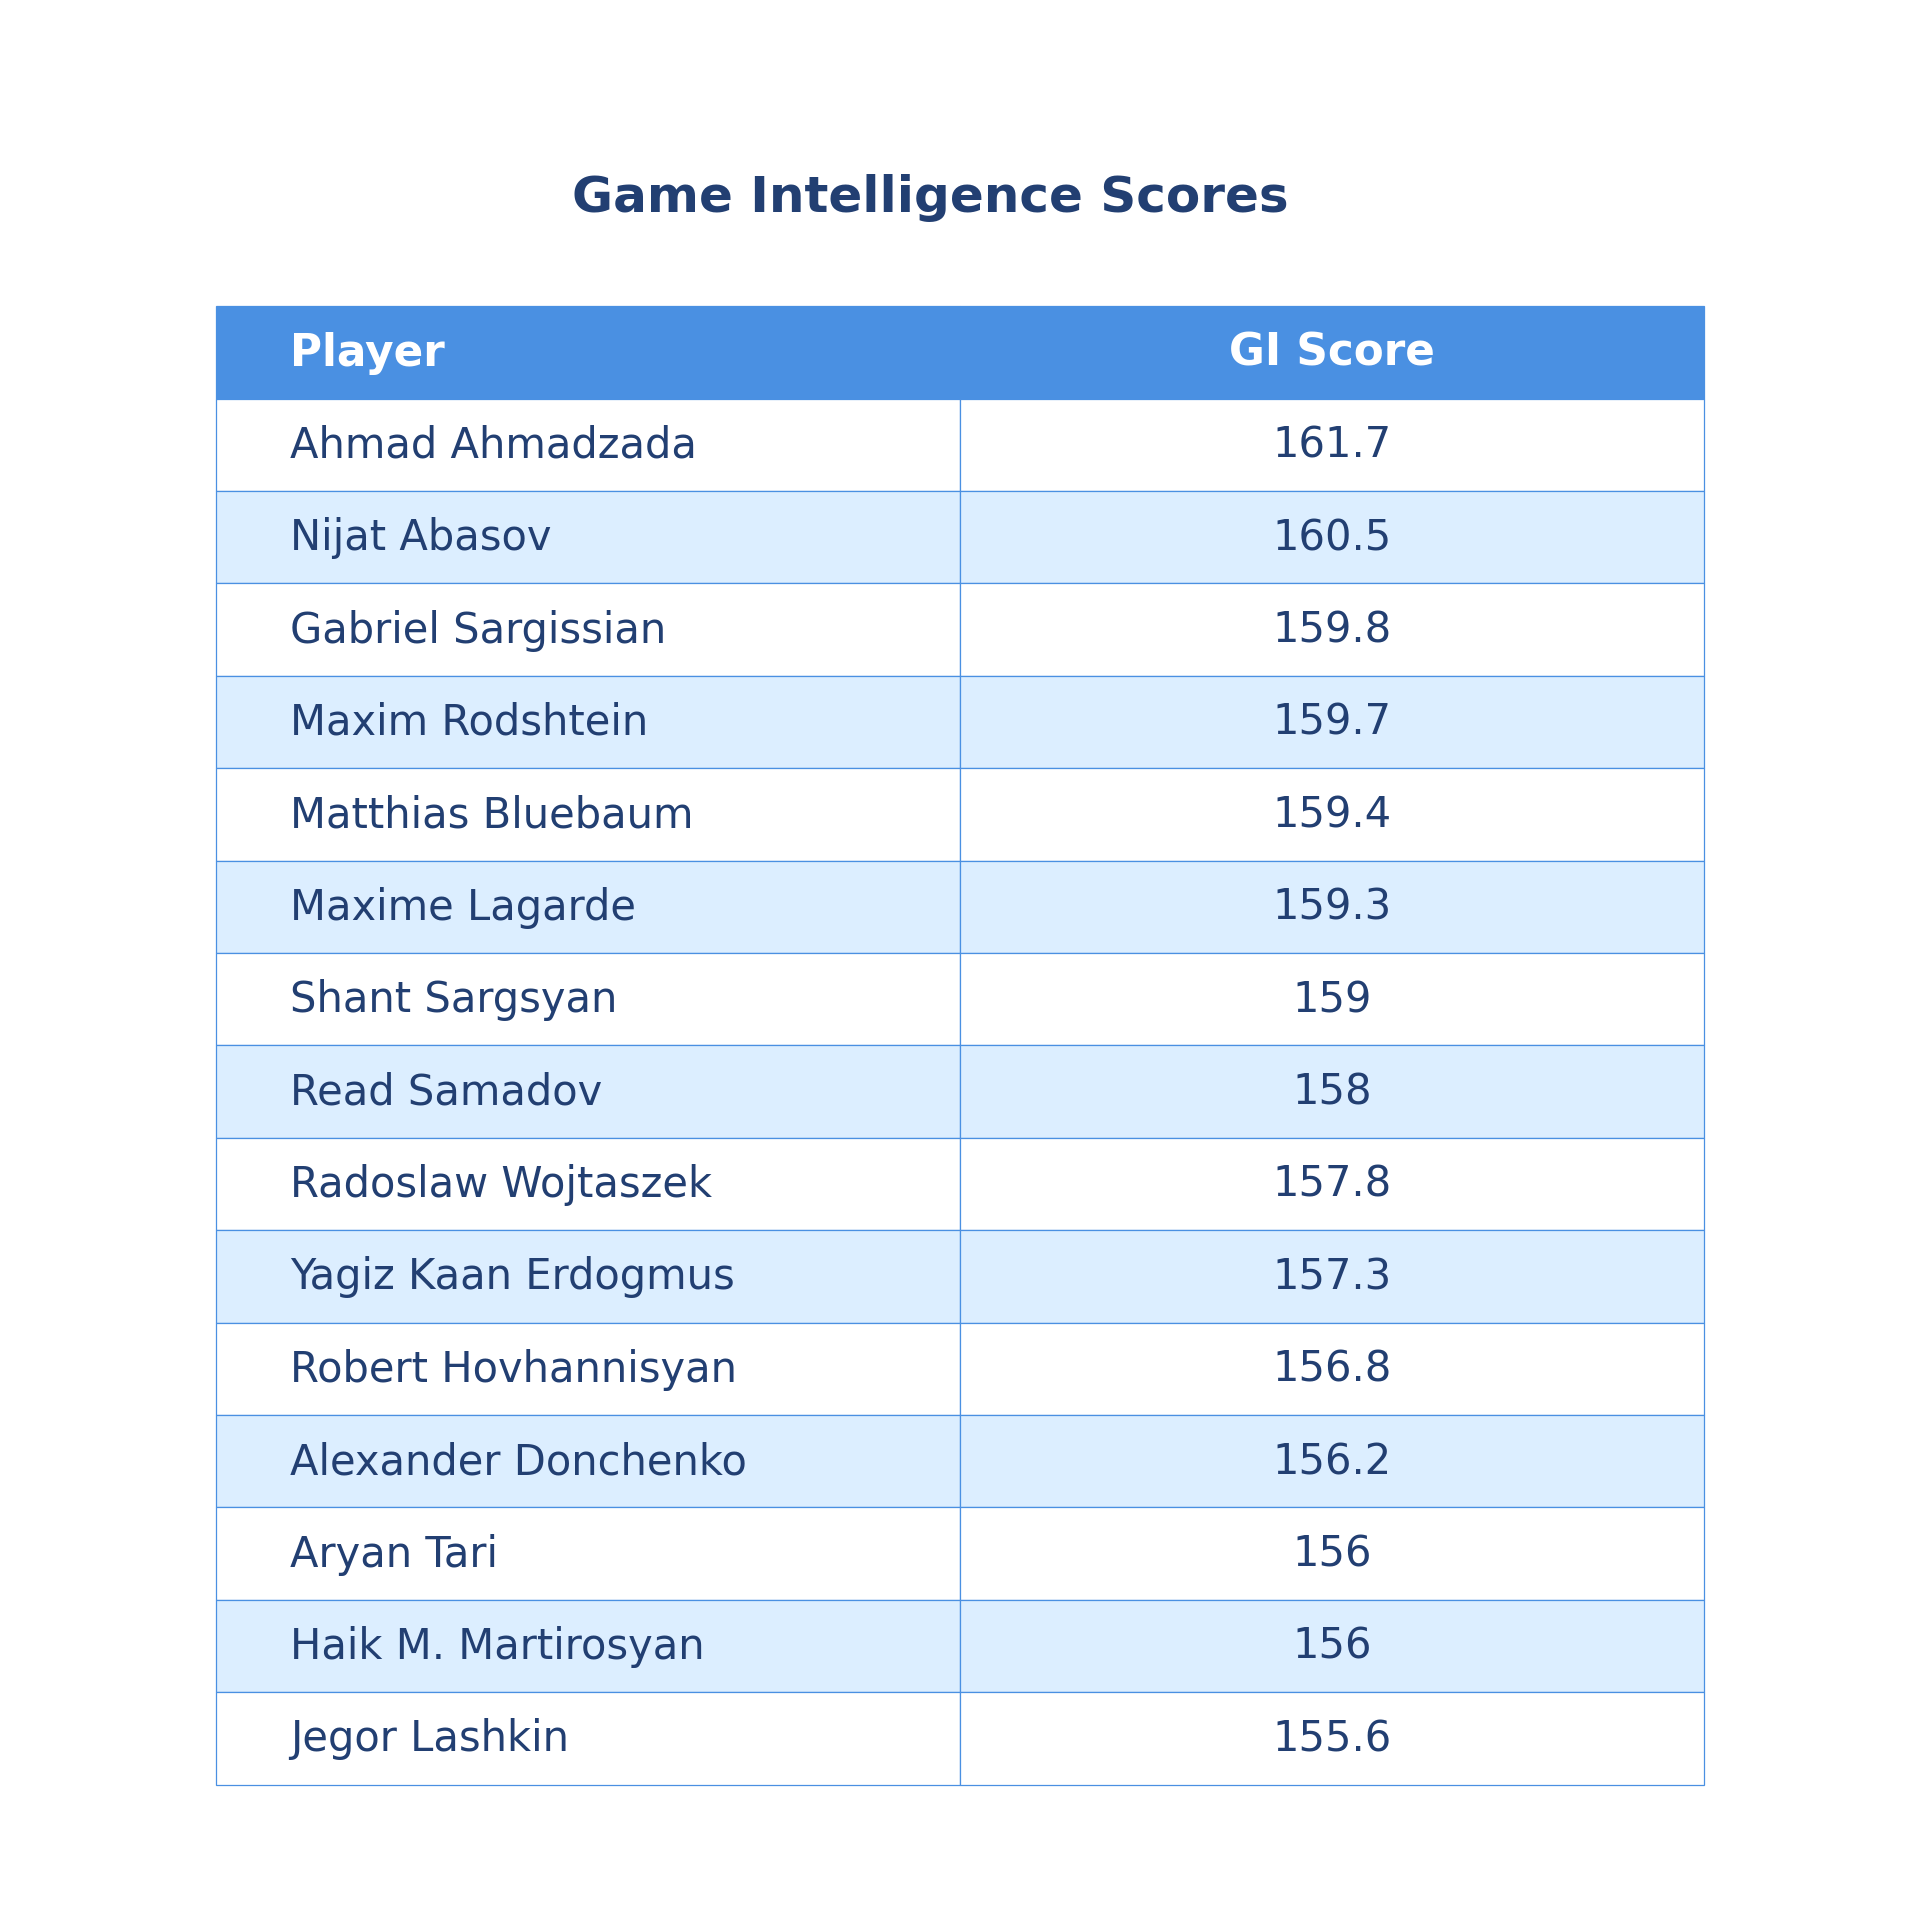 Game Intelligence Scores
Player GI Score
Ahmad Ahmadzada 161.7
Nijat Abasov 160.5
Gabriel Sargissian 159.8
Maxim Rodshtein 159.7
Matthias Bluebaum 159.4
Maxime Lagarde 159.3
Shant Sargsyan 159
Read Samadov 158
Radoslaw Wojtaszek 157.8
Yagiz Kaan Erdogmus 157.3
Robert Hovhannisyan 156.8
Alexander Donchenko 156.2
Aryan Tari 156
Haik M. Martirosyan 156
Jegor Lashkin 155.6